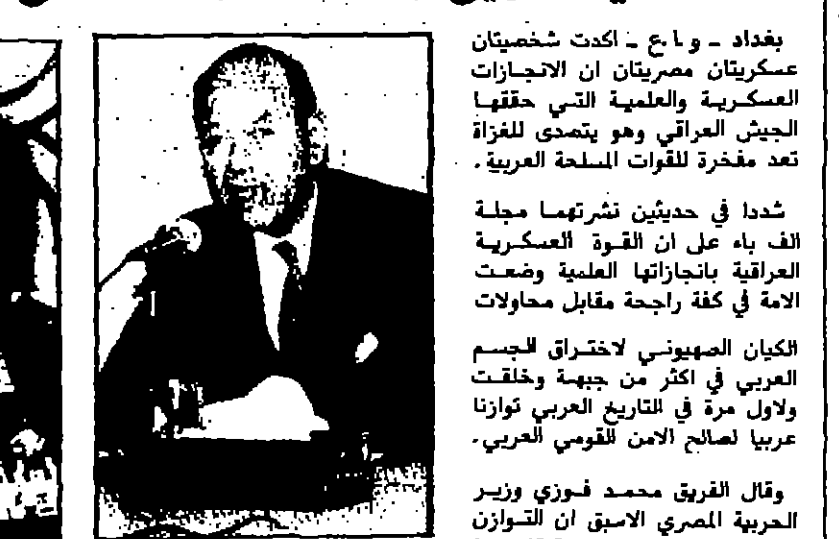 بغداد ـ و.ا.ع ـ اكدت شخصيتان
عسكريتان مصريتان ان الانجازات
العسكرية والعلمية التي حققها
الجيش العراقي وهو يتصدى للغزاة
تعد مفخرة للقوات المسلحة العربية .
شددا في حديثين نشرتهما مجلة
الف باء على ان القوة العسكرية
العراقية بانجازاتها العلمية وضعت
الامة في كفة راجحة مقابل محاولات
الكيان الصهيوني لاختراق الجسم
العربي في اكثر من جبهة وخلقت
ولاول مرة في التاريخ العربي توازنا
عربيا لصالح الامن القومي العربي .
وقال الفريق محمد فوزي وزير
الحربية المصري الاسبق ان التوازن